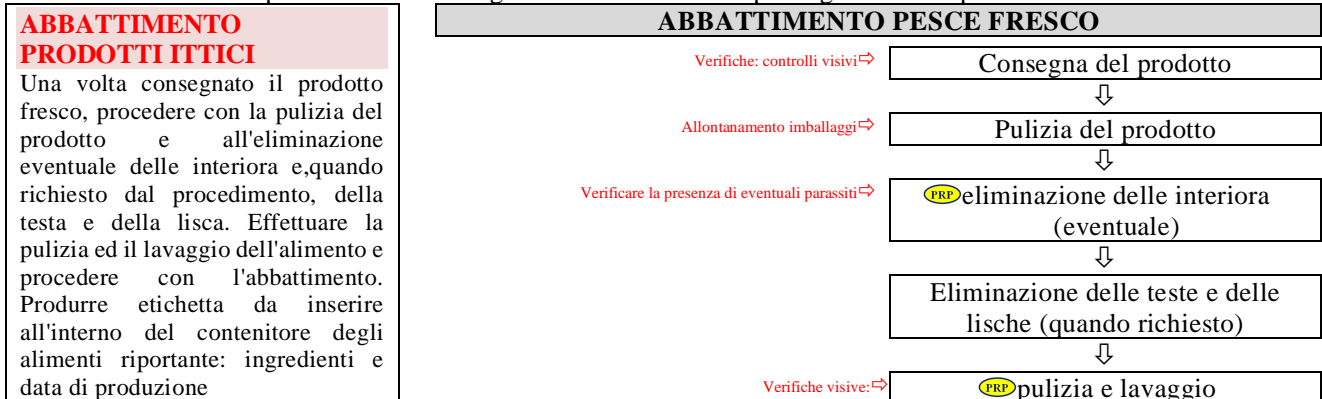 ABBATTIMENTO
PRODOTTI ITTICI
Una volta consegnato il prodotto
fresco, procedere con la pulizia del
prodotto e all'eliminazione
eventuale delle interiora e,quando
richiesto dal procedimento, della
testa e della lisca. Effettuare la
pulizia ed il lavaggio dell'alimento e
procedere con l'abbattimento.
Produrre etichetta da inserire
all'interno del contenitore degli
alimenti riportante: ingredienti e
data di produzione
ABBATTIMENTO PESCE FRESCO
Verifiche: controlli visivi⇨ Consegna del prodotto
⇩
Allontanamento imballaggi⇨ Pulizia del prodotto
⇩
Verificare la presenza di eventuali parassiti⇨ PRP eliminazione delle interiora
(eventuale)
⇩
Eliminazione delle teste e delle
lische (quando richiesto)
⇩
Verifiche visive:⇨ PRP pulizia e lavaggio